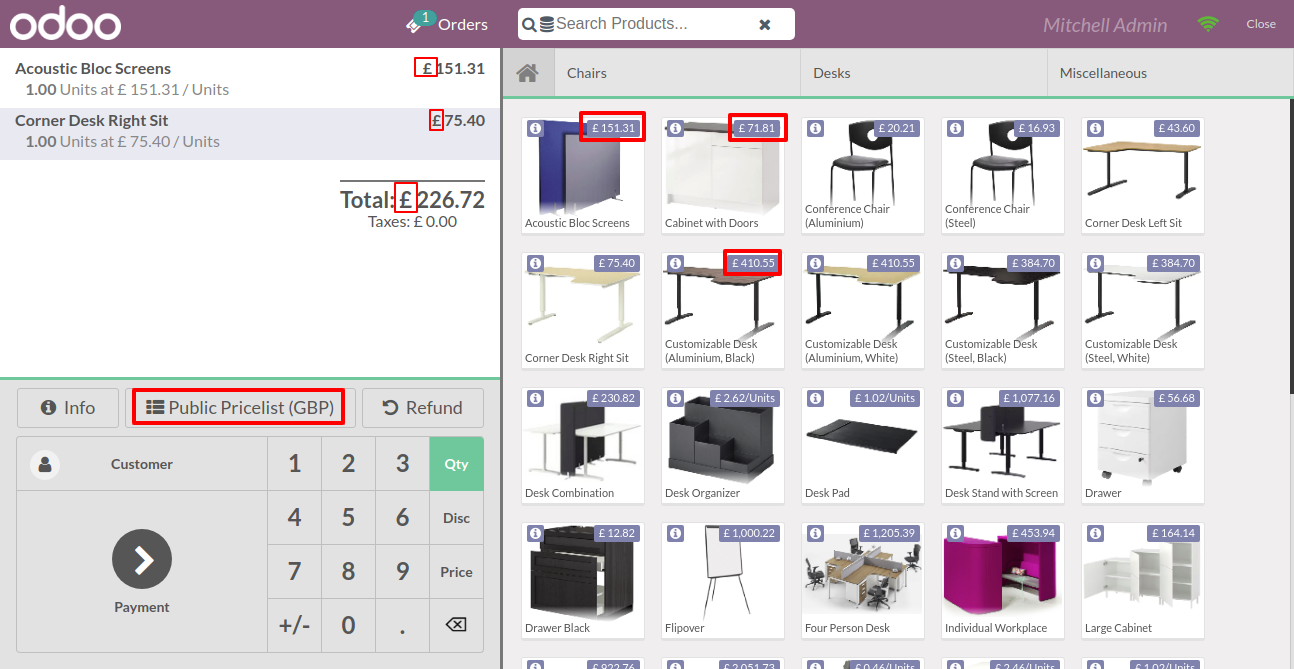 odoo
1
Orders
Search Products...
Mitchell Admin
Close
Acoustic Bloc Screens £ 151.31
1.00 Units at £ 151.31 / Units
Corner Desk Right Sit £ 75.40
1.00 Units at £ 75.40 / Units
Total: £ 226.72
Taxes: £ 0.00
Info
Public Pricelist (GBP)
Refund
Customer
1 2 3 Qty
4 5 6 Disc
7 8 9 Price
+/- 0 .
Payment
Chairs
Desks
Miscellaneous
£ 151.31
Acoustic Bloc Screens
£ 71.81
Cabinet with Doors
£ 20.21
Conference Chair
(Aluminium)
£ 16.93
Conference Chair
(Steel)
£ 43.60
Corner Desk Left Sit
£ 75.40
Corner Desk Right Sit
£ 410.55
Customizable Desk
(Aluminium, Black)
£ 410.55
Customizable Desk
(Aluminium, White)
£ 384.70
Customizable Desk
(Steel, Black)
£ 384.70
Customizable Desk
(Steel, White)
£ 230.82
Desk Combination
£ 2.62/Units
Desk Organizer
£ 1.02/Units
Desk Pad
£ 1,077.16
Desk Stand with Screen
£ 56.68
Drawer
£ 12.82
Drawer Black
£ 1,000.22
Flipover
£ 1,205.39
Four Person Desk
£ 453.94
Individual Workplace
£ 164.14
Large Cabinet